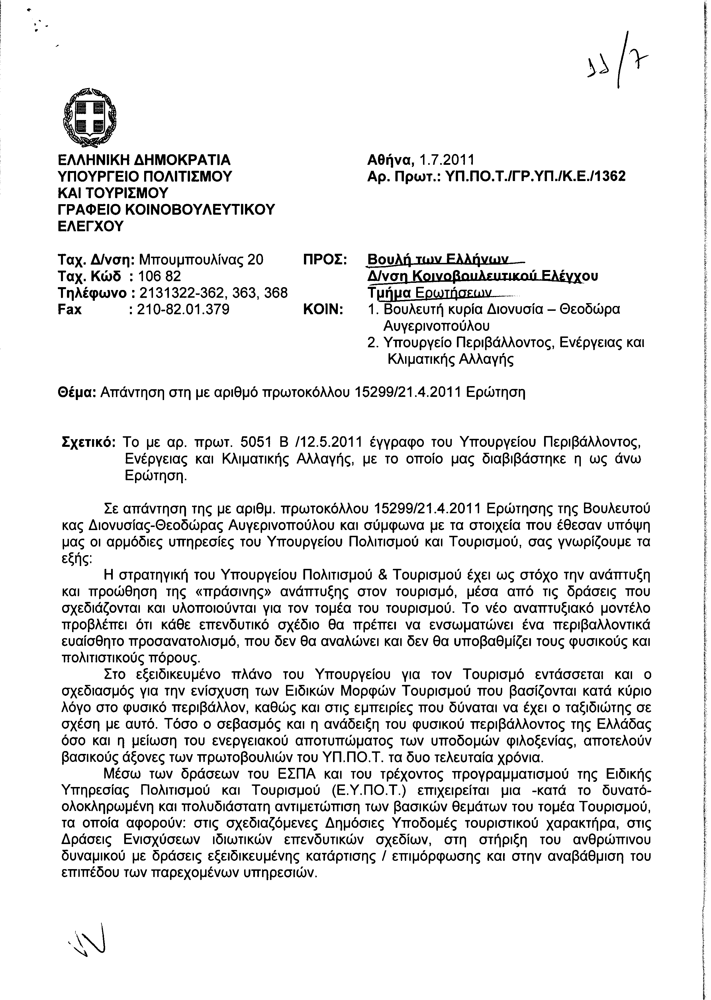 11/7
ΕΛΛΗΝΙΚΗ ΔΗΜΟΚΡΑΤΙΑ
ΥΠΟΥΡΓΕΙΟ ΠΟΛΙΤΙΣΜΟΥ
ΚΑΙ ΤΟΥΡΙΣΜΟΥ
ΓΡΑΦΕΙΟ ΚΟΙΝΟΒΟΥΛΕΥΤΙΚΟΥ
ΕΛΕΓΧΟΥ
Αθήνα, 1.7.2011
Αρ. Πρωτ.: ΥΠ.ΠΟ.Τ./ΓΡ.ΥΠ./Κ.Ε./1362
Ταχ. Δ/νση: Μπουμπουλίνας 20
Ταχ. Κώδ : 106 82
Τηλέφωνο : 2131322-362, 363, 368
Fax : 210-82.01.379
ΠΡΟΣ: Βουλή των Ελλήνων
Δ/νση Κοινοβουλευτικού Ελέγχου
Τμήμα Ερωτήσεων
ΚΟΙΝ: 1. Βουλευτή κυρία Διονυσία – Θεοδώρα
Αυγερινοπούλου
2. Υπουργείο Περιβάλλοντος, Ενέργειας και
Κλιματικής Αλλαγής
Θέμα: Απάντηση στη με αριθμό πρωτοκόλλου 15299/21.4.2011 Ερώτηση
Σχετικό: Το με αρ. πρωτ. 5051 Β /12.5.2011 έγγραφο του Υπουργείου Περιβάλλοντος,
Ενέργειας και Κλιματικής Αλλαγής, με το οποίο μας διαβιβάστηκε η ως άνω
Ερώτηση.
Σε απάντηση της με αριθμ. πρωτοκόλλου 15299/21.4.2011 Ερώτησης της Βουλευτού
κας Διονυσίας-Θεοδώρας Αυγερινοπούλου και σύμφωνα με τα στοιχεία που έθεσαν υπόψη
μας οι αρμόδιες υπηρεσίες του Υπουργείου Πολιτισμού και Τουρισμού, σας γνωρίζουμε τα
εξής:
Η στρατηγική του Υπουργείου Πολιτισμού & Τουρισμού έχει ως στόχο την ανάπτυξη
και προώθηση της «πράσινης» ανάπτυξης στον τουρισμό, μέσα από τις δράσεις που
σχεδιάζονται και υλοποιούνται για τον τομέα του τουρισμού. Το νέο αναπτυξιακό μοντέλο
προβλέπει ότι κάθε επενδυτικό σχέδιο θα πρέπει να ενσωματώνει ένα περιβαλλοντικά
ευαίσθητο προσανατολισμό, που δεν θα αναλώνει και δεν θα υποβαθμίζει τους φυσικούς και
πολιτιστικούς πόρους.
Στο εξειδικευμένο πλάνο του Υπουργείου για τον Τουρισμό εντάσσεται και ο
σχεδιασμός για την ενίσχυση των Ειδικών Μορφών Τουρισμού που βασίζονται κατά κύριο
λόγο στο φυσικό περιβάλλον, καθώς και στις εμπειρίες που δύναται να έχει ο ταξιδιώτης σε
σχέση με αυτό. Τόσο ο σεβασμός και η ανάδειξη του φυσικού περιβάλλοντος της Ελλάδας
όσο και η μείωση του ενεργειακού αποτυπώματος των υποδομών φιλοξενίας, αποτελούν
βασικούς άξονες των πρωτοβουλιών του ΥΠ.ΠΟ.Τ. τα δυο τελευταία χρόνια.
Μέσω των δράσεων του ΕΣΠΑ και του τρέχοντος προγραμματισμού της Ειδικής
Υπηρεσίας Πολιτισμού και Τουρισμού (Ε.Υ.ΠΟ.Τ.) επιχειρείται μια -κατά το δυνατό-
ολοκληρωμένη και πολυδιάστατη αντιμετώπιση των βασικών θεμάτων του τομέα Τουρισμού,
τα οποία αφορούν: στις σχεδιαζόμενες Δημόσιες Υποδομές τουριστικού χαρακτήρα, στις
Δράσεις Ενισχύσεων ιδιωτικών επενδυτικών σχεδίων, στη στήριξη του ανθρώπινου
δυναμικού με δράσεις εξειδικευμένης κατάρτισης / επιμόρφωσης και στην αναβάθμιση του
επιπέδου των παρεχομένων υπηρεσιών.